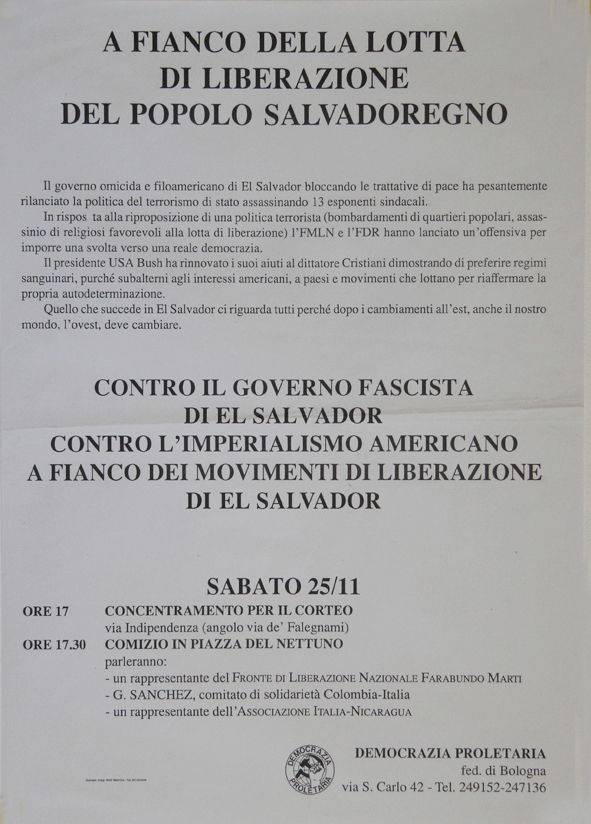 A FIANCO DELLA LOTTA
DI LIBERAZIONE
DEL POPOLO SALVADOREGNO
Il governo omicida e filoamericano di El Salvador bloccando le trattative di pace ha pesantemente
rilanciato la politica del terrorismo di stato assassinando 13 esponenti sindacali.
In rispos ta alla riproposizione di una politica terrorista (bombardamenti di quartieri popolari, assas-
sinio di religiosi favorevoli alla lotta di liberazione) l'FMLN e l'FDR hanno lanciato un'offensiva per
imporre una svolta verso una reale democrazia.
Il presidente USA Bush ha rinnovato i suoi aiuti al dittatore Cristiani dimostrando di preferire regimi
sanguinari, purché subalterni agli interessi americani, a paesi e movimenti che lottano per riaffermare la
propria autodeterminazione.
Quello che succede in El Salvador ci riguarda tutti perché dopo i cambiamenti all'est, anche il nostro
mondo, l'ovest, deve cambiare.
CONTRO IL GOVERNO FASCISTA
DI EL SALVADOR
CONTRO L'IMPERIALISMO AMERICANO
A FIANCO DEI MOVIMENTI DI LIBERAZIONE
DI EL SALVADOR
SABATO 25/11
ORE 17 CONCENTRAMENTO PER IL CORTEO
via Indipendenza (angolo via de' Falegnami)
ORE 17.30 COMIZIO IN PIAZZA DEL NETTUNO
parleranno:
- un rappresentante del FRONTE DI LIBERAZIONE NAZIONALE FARABUNDO MARTI
- G. SANCHEZ, comitato di solidarietà Colombia-Italia
- un rappresentante dell'ASSOCIAZIONE ITALIA-NICARAGUA
DEMOCRAZIA PROLETARIA
DEMOCRAZIA PROLETARIA
fed. di Bologna
via S. Carlo 42 - Tel. 249152-247136